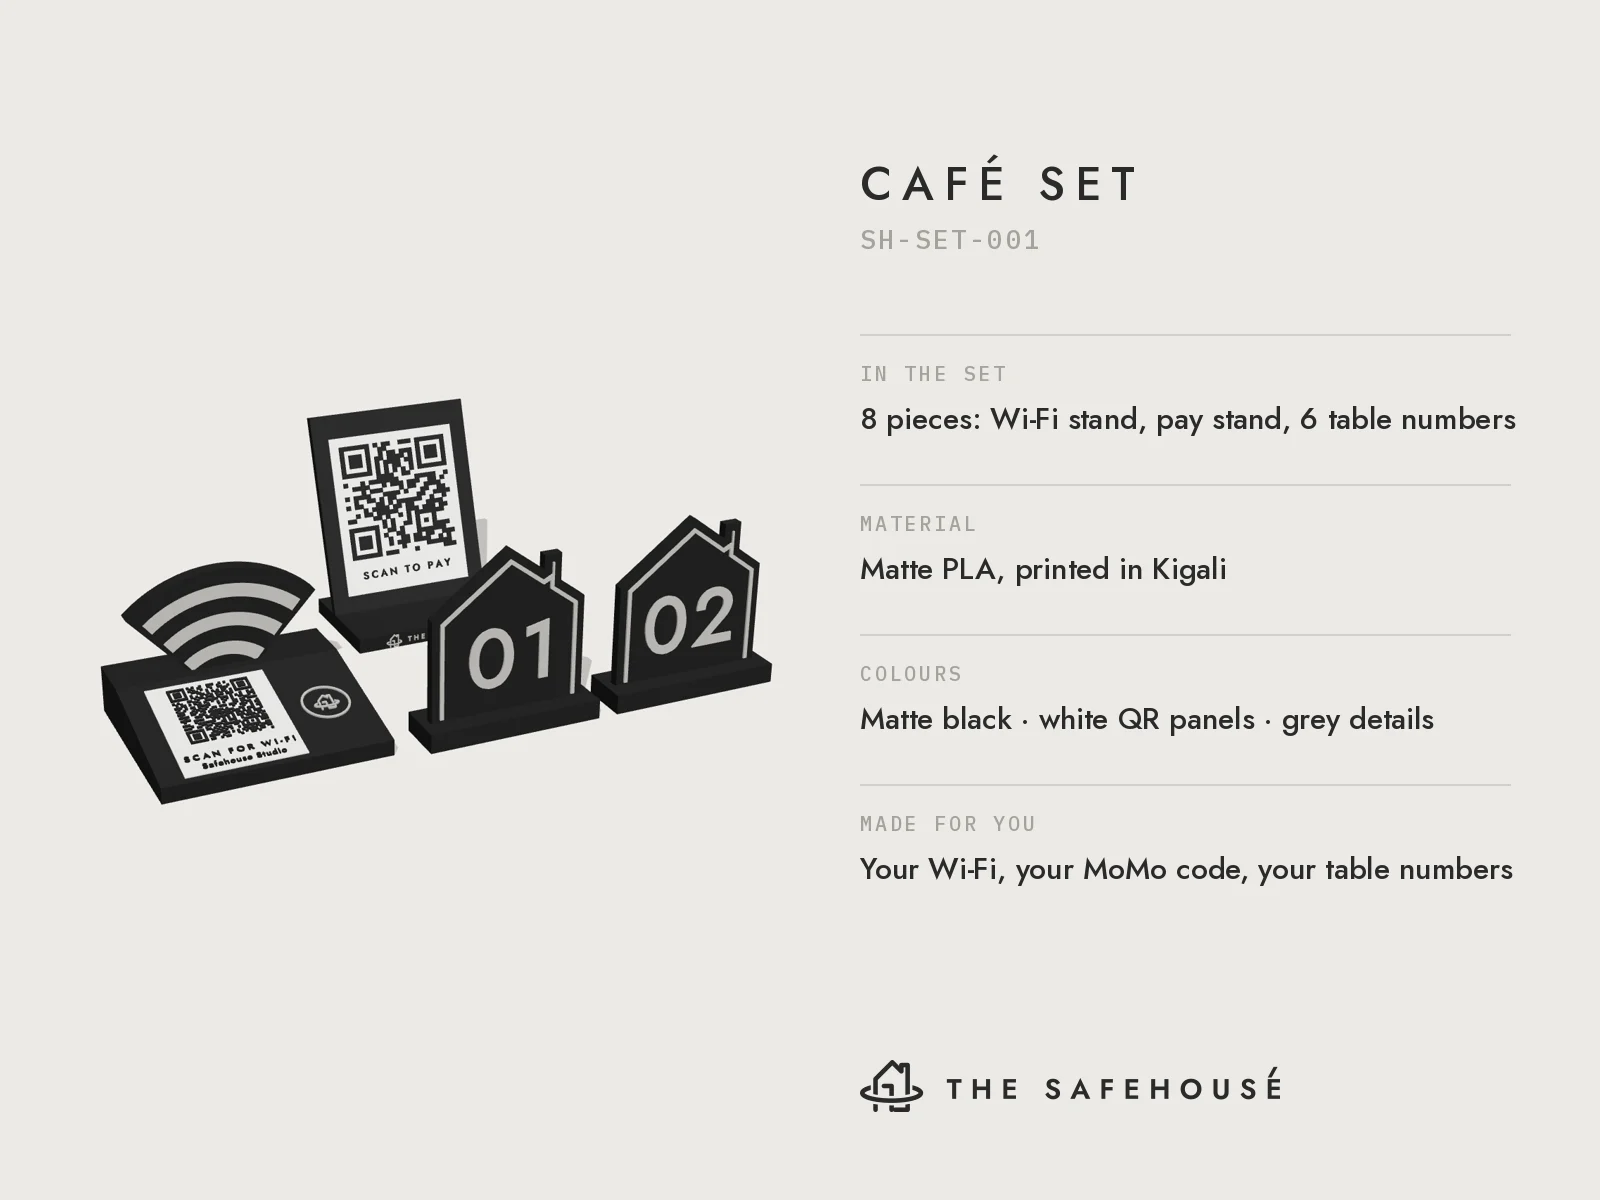 CAFÉ SET
SH-SET-001
IN THE SET
8 pieces: Wi-Fi stand, pay stand, 6 table numbers
MATERIAL
Matte PLA, printed in Kigali
COLOURS
Matte black · white QR panels · grey details
MADE FOR YOU
Your Wi-Fi, your MoMo code, your table numbers
THE SAFEHOUSÉ
SCAN TO PAY
THE
01
02
SCAN FOR WI-FI
Safehouse Studio